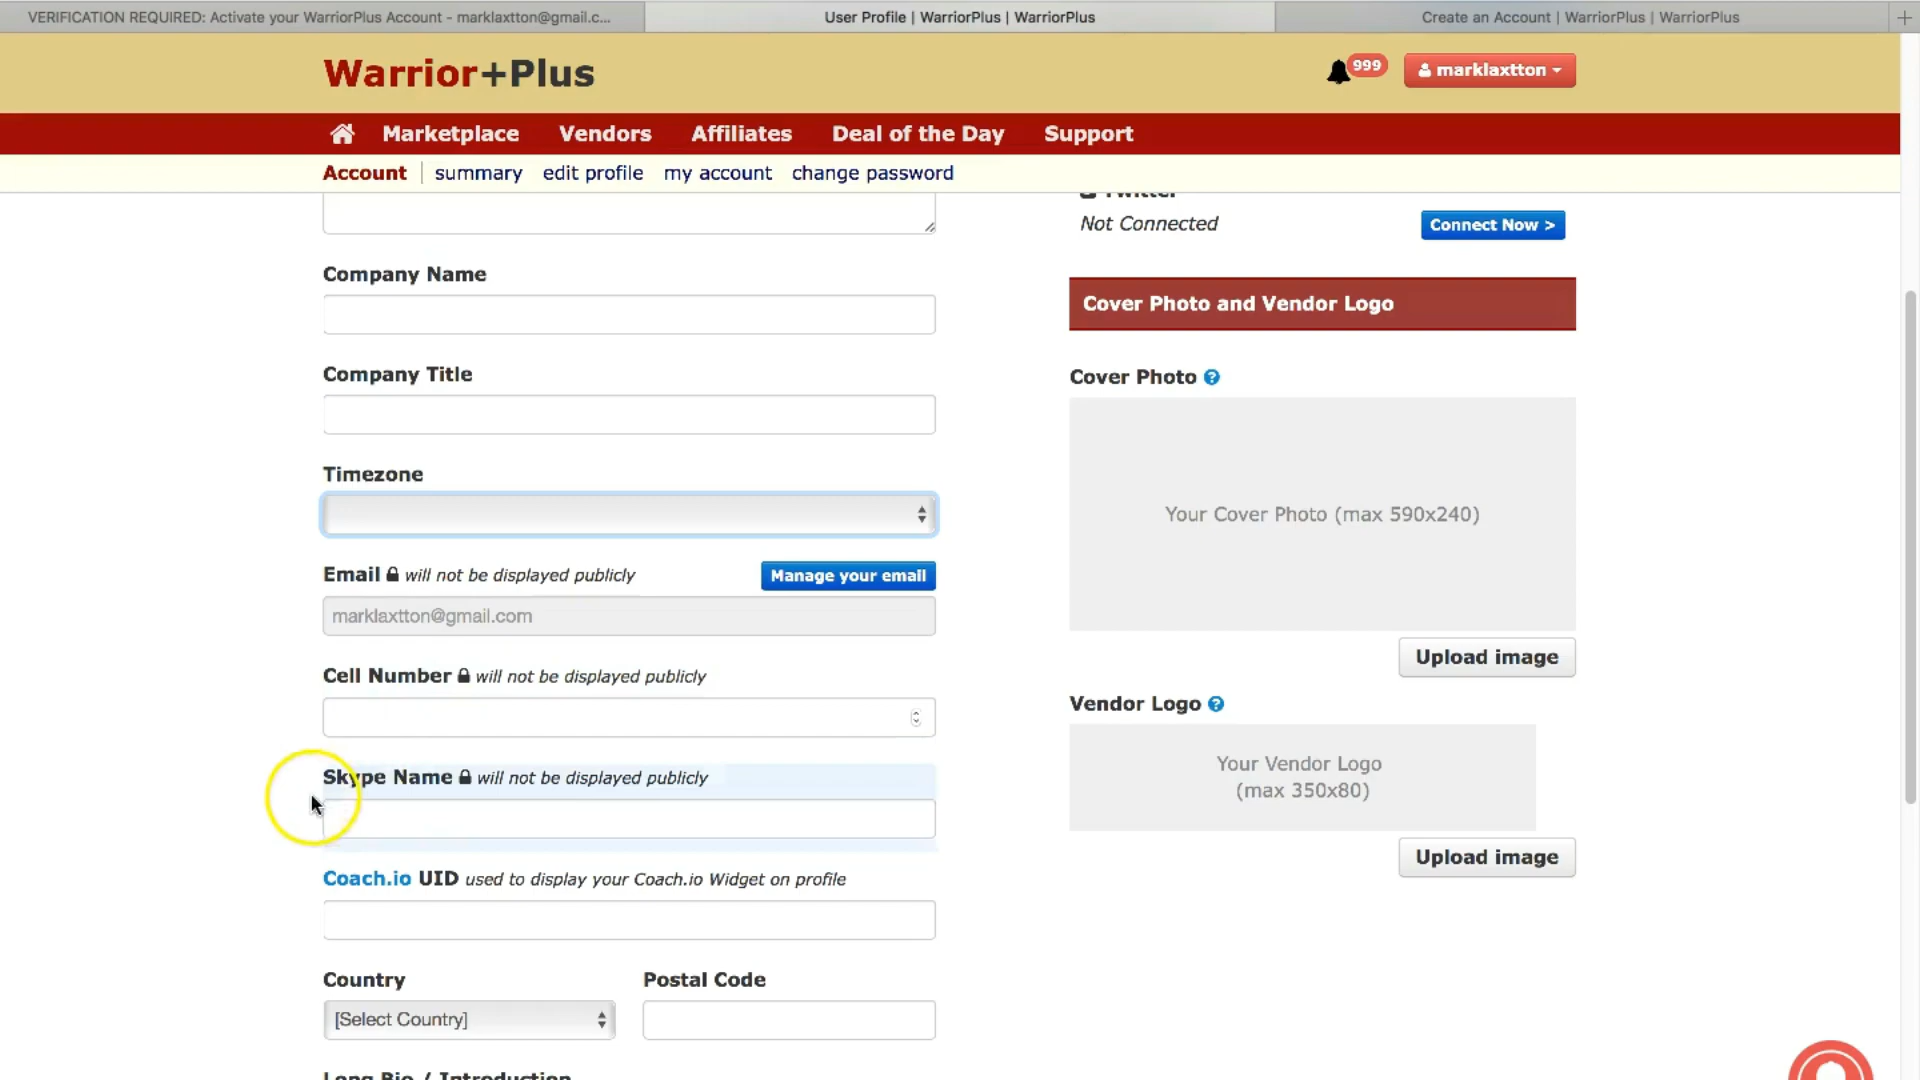 VERIFICATION REQUIRED: Activate your WarriorPlus Account - marklaxtton@gmail.c...
User Profile | WarriorPlus | WarriorPlus
Create an Account | WarriorPlus | WarriorPlus
Warrior+Plus
999
marklaxtton
Marketplace Vendors Affiliates Deal of the Day Support
Account summary edit profile my account change password
Twitter
Not Connected
Connect Now >
Company Name
Cover Photo and Vendor Logo
Company Title
Cover Photo
Timezone
Your Cover Photo (max 590x240)
Email will not be displayed publicly
Manage your email
marklaxtton@gmail.com
Upload image
Cell Number will not be displayed publicly
Vendor Logo
Skype Name will not be displayed publicly
Your Vendor Logo
(max 350x80)
Upload image
Coach.io UID used to display your Coach.io Widget on profile
Country
Postal Code
[Select Country]
Long Bio / Introduction